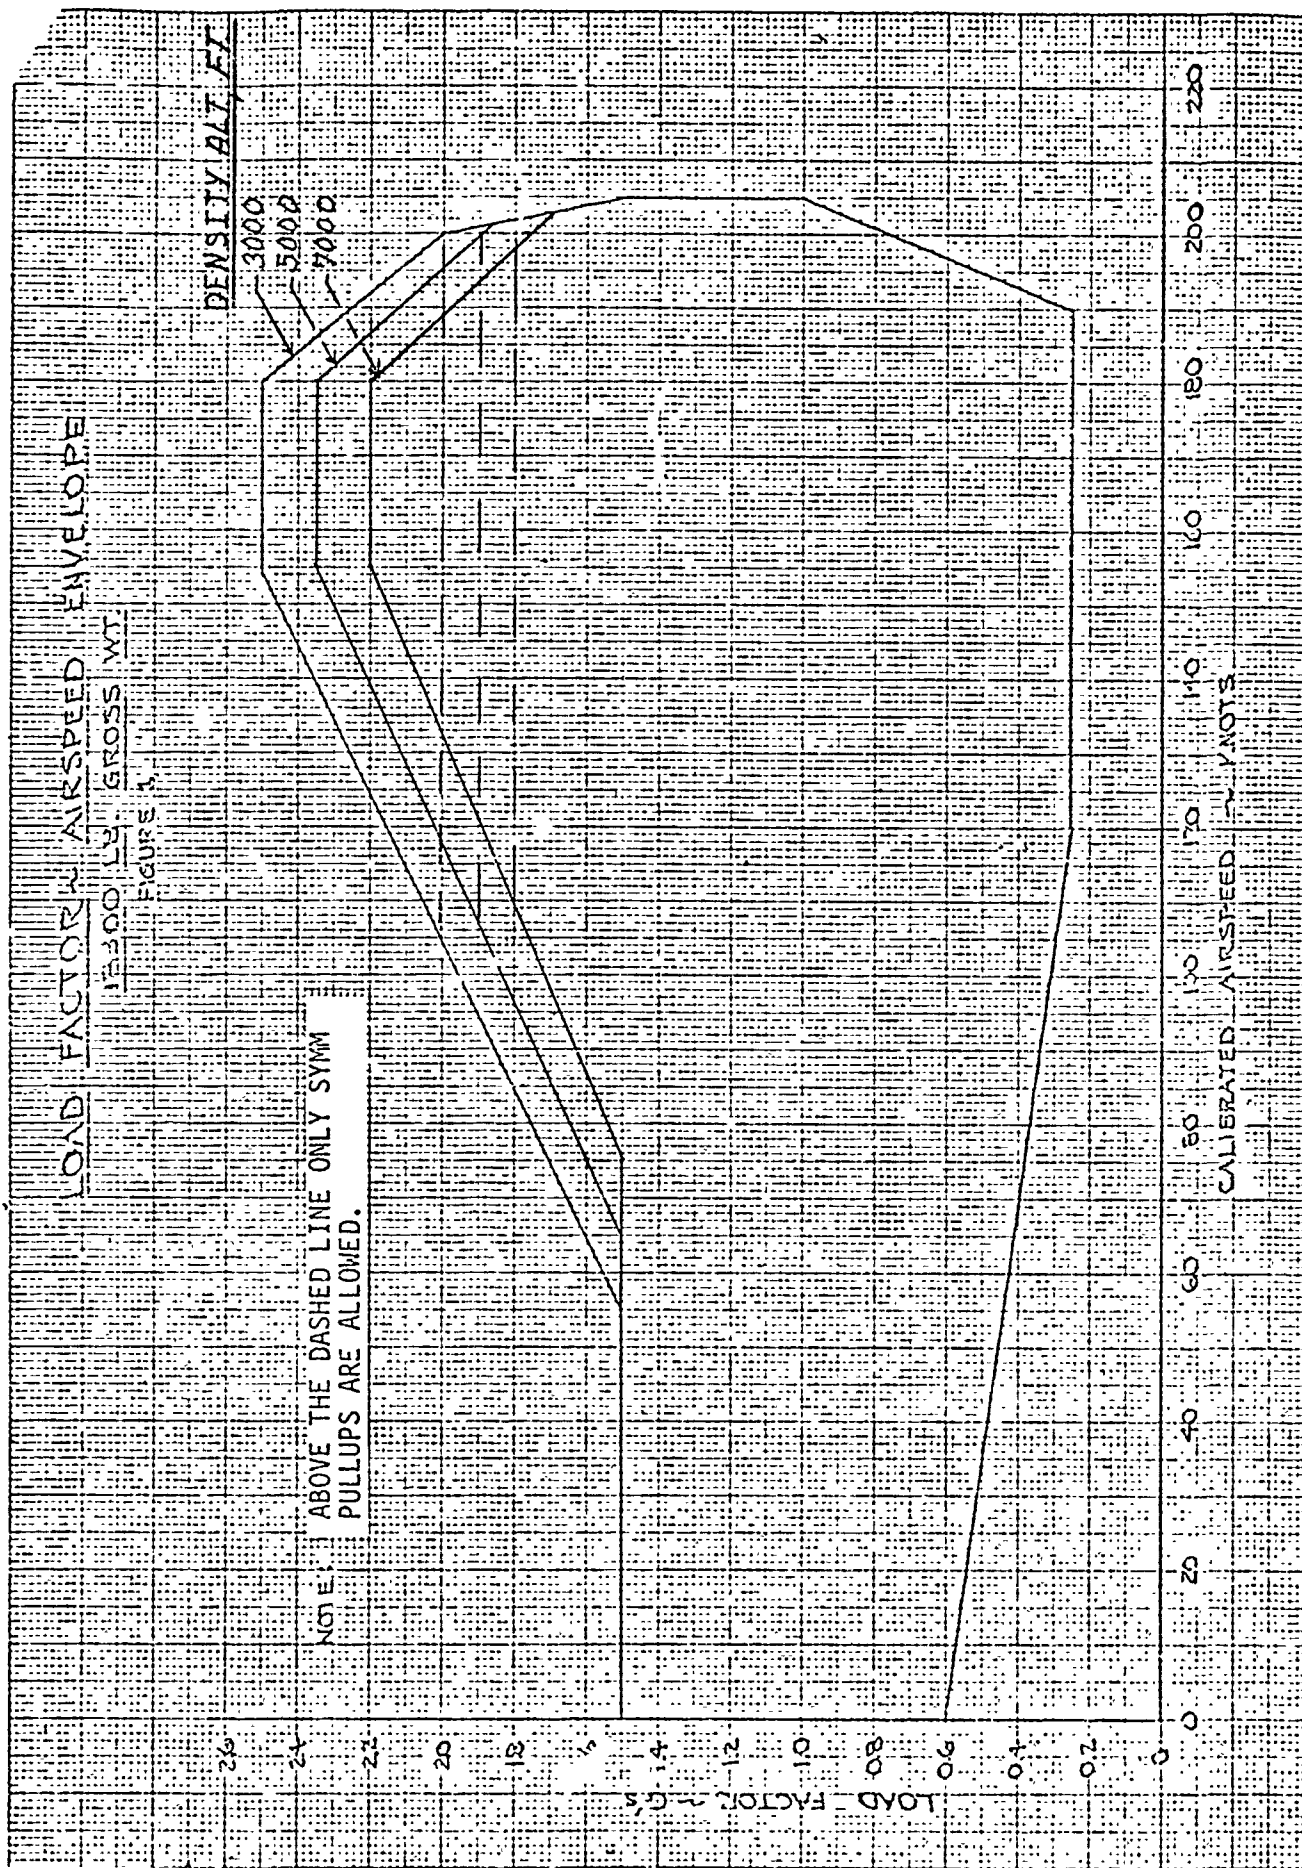 LOAD FACTOR ~ AIRSPEED ENVELOPE
GROSS WT.
FIGURE 1
DENSITY ALT, FT
3000
5000
7000
NOTE: 1 ABOVE THE DASHED LINE ONLY SYMM
PULLUPS ARE ALLOWED.
LOAD FACTOR ~ G's
2.6
2.4
2.2
2.0
1.8
1.4
1.2
1.0
0.8
0.6
0.4
0.2
0
0 20 40 60 80 100 120 140 160 180 200 220
CALIBRATED AIRSPEED ~ KNOTS